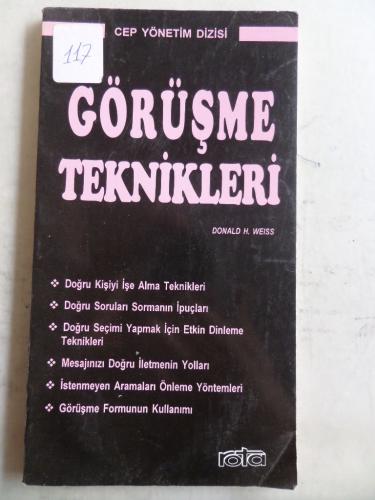 117
CEP YÖNETİM DİZİSİ
GÖRÜŞME
TEKNİKLERİ
DONALD H. WEISS
❖ Doğru Kişiyi İşe Alma Teknikleri
❖ Doğru Soruları Sormanın İpuçları
❖ Doğru Seçimi Yapmak İçin Etkin Dinleme
Teknikleri
❖ Mesajınızı Doğru İletmenin Yolları
❖ İstenmeyen Aramaları Önleme Yöntemleri
❖ Görüşme Formunun Kullanımı
rota